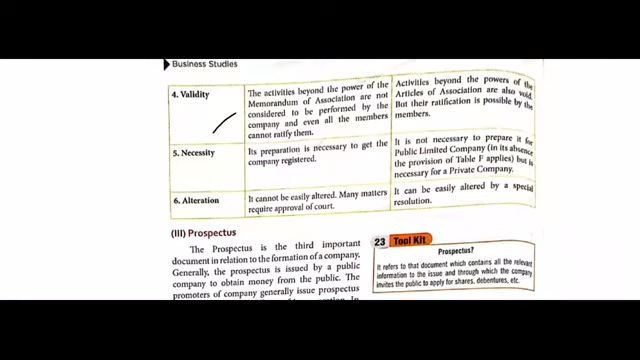 Business Studies
4. Validity
The activities beyond the power of the
Memorandum of Association are not
considered to be performed by the
company and even all the members
cannot ratify them.
Activities beyond the powers of the
Articles of Association are also void.
But their ratification is possible by the
members.
5. Necessity
Its preparation is necessary to get the
company registered.
It is not necessary to prepare it for
Public Limited Company (in its absence
the provision of Table F applies) but is
necessary for a Private Company.
6. Alteration
It cannot be easily altered. Many matters
require approval of court.
It can be easily altered by a special
resolution.
(III) Prospectus
The Prospectus is the third important
document in relation to the formation of a company.
Generally, the prospectus is issued by a public
company to obtain money from the public. The
promoters of company generally issue prospectus
23 Tool Kit
Prospectus?
It refers to that document which contains all the relevant
information to the issue and through which the company
invites the public to apply for shares, debentures, etc.